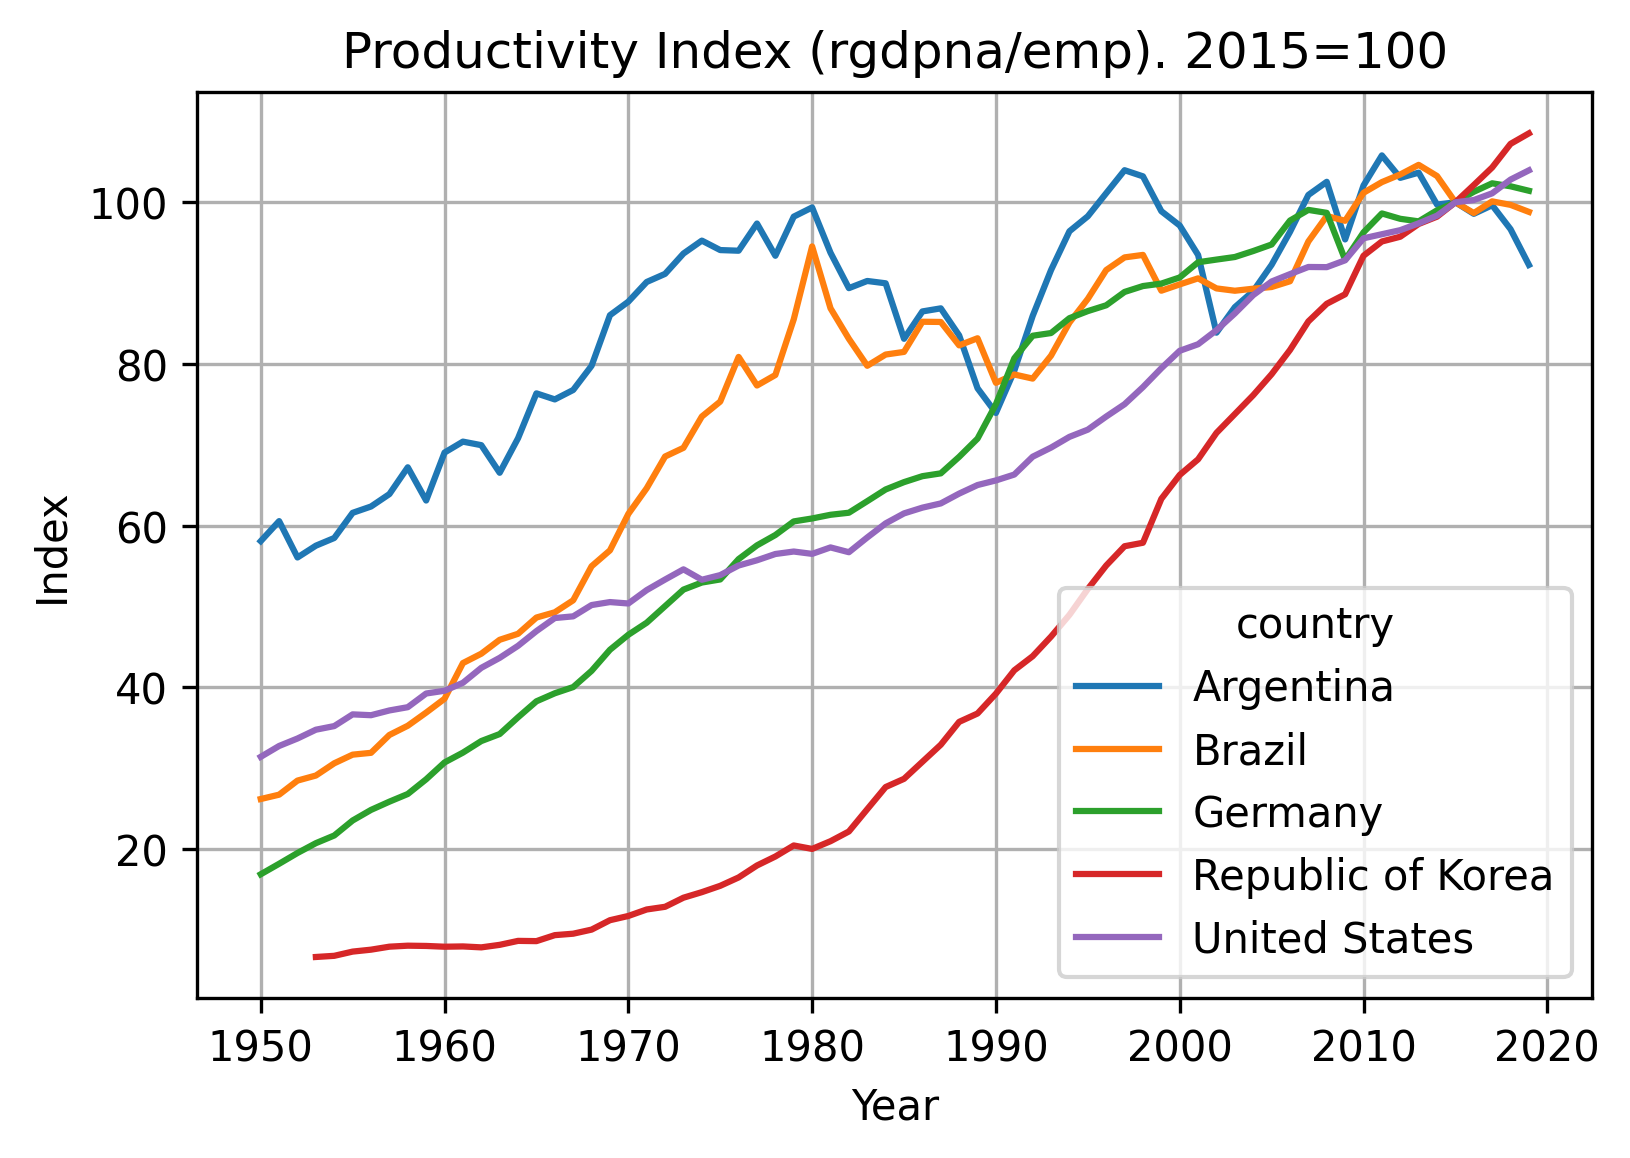 Productivity Index (rgdpna/emp). 2015=100
Index
100
80
60
40
20
country
Argentina
Brazil
Germany
Republic of Korea
United States
1950 1960 1970 1980 1990 2000 2010 2020
Year